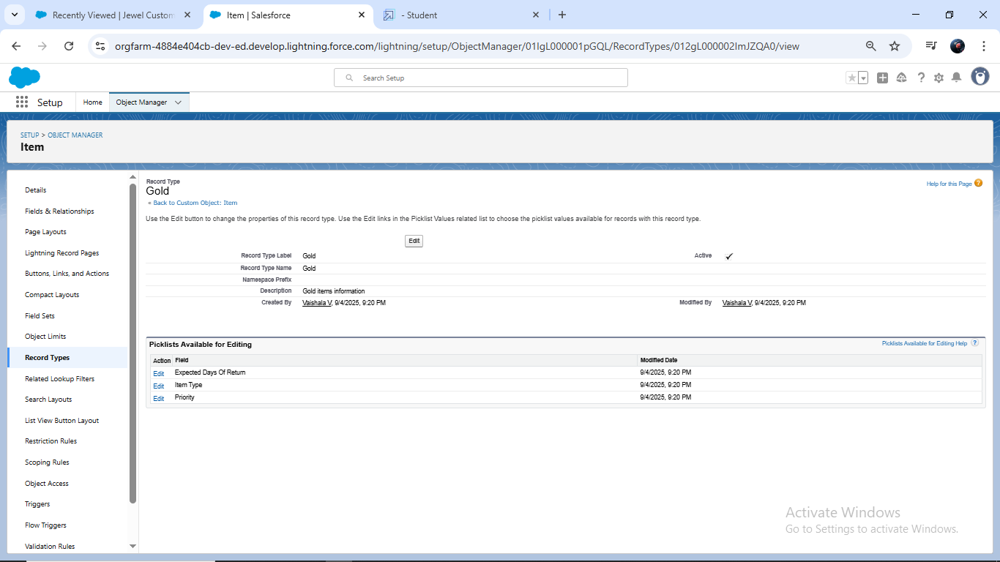 Recently Viewed | Jewel Custom
Item | Salesforce
- Student
orgfarm-4884e404cb-dev-ed.develop.lightning.force.com/lightning/setup/ObjectManager/01IgL000001pGQL/RecordTypes/012gL000002ImJZQA0/view
Search Setup
Setup
Home
Object Manager
SETUP > OBJECT MANAGER
Item
Details
Fields & Relationships
Page Layouts
Lightning Record Pages
Buttons, Links, and Actions
Compact Layouts
Field Sets
Object Limits
Record Types
Related Lookup Filters
Search Layouts
List View Button Layout
Restriction Rules
Scoping Rules
Object Access
Triggers
Flow Triggers
Validation Rules
Record Type
Gold
Help for this Page
« Back to Custom Object: Item
Use the Edit button to change the properties of this record type. Use the Edit links in the Picklist Values related list to choose the picklist values available for records with this record type.
Edit
Record Type Label Gold Active
Record Type Name Gold
Namespace Prefix
Description Gold items information
Created By Vaishala V, 9/4/2025, 9:20 PM Modified By Vaishala V, 9/4/2025, 9:20 PM
Picklists Available for Editing Picklists Available for Editing Help ?
Action Field Modified Date
Edit Expected Days Of Return 9/4/2025, 9:20 PM
Edit Item Type 9/4/2025, 9:20 PM
Edit Priority 9/4/2025, 9:20 PM
Activate Windows
Go to Settings to activate Windows.